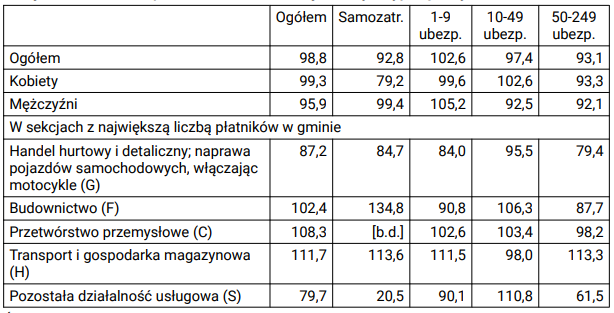 Ogółem Samozatr. 1-9 ubezp. 10-49 ubezp. 50-249 ubezp.
Ogółem 98,8 92,8 102,6 97,4 93,1
Kobiety 99,3 79,2 99,6 102,6 93,3
Mężczyźni 95,9 99,4 105,2 92,5 92,1
W sekcjach z największą liczbą płatników w gminie
Handel hurtowy i detaliczny; naprawa 87,2 84,7 84,0 95,5 79,4
pojazdów samochodowych, włączając
motocykle (G)
Budownictwo (F) 102,4 134,8 90,8 106,3 87,7
Przetwórstwo przemysłowe (C) 108,3 [b.d.] 102,6 103,4 98,2
Transport i gospodarka magazynowa 111,7 113,6 111,5 98,0 113,3
(H)
Pozostała działalność usługowa (S) 79,7 20,5 90,1 110,8 61,5